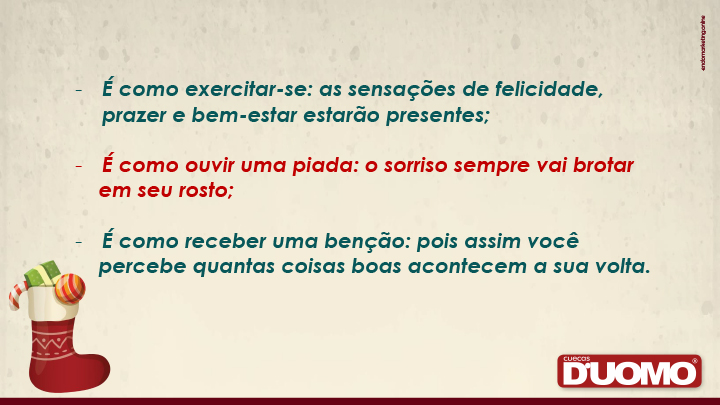 endomarketing.online
- É como exercitar-se: as sensações de felicidade,
prazer e bem-estar estarão presentes;
- É como ouvir uma piada: o sorriso sempre vai brotar
em seu rosto;
- É como receber uma benção: pois assim você
percebe quantas coisas boas acontecem a sua volta.
cuecas
D'UOMO®